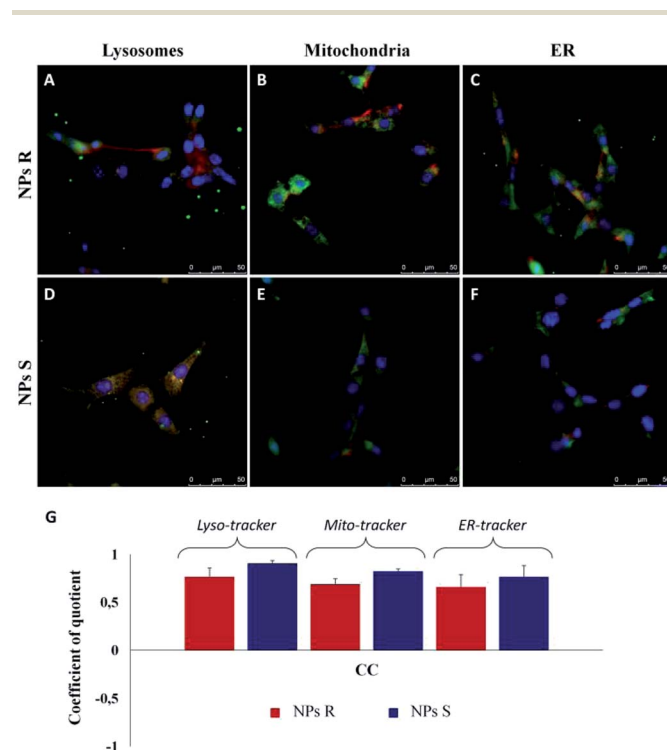 Lysosomes Mitochondria ER
NPs R
A B C
0 µm 50 0 µm 50 0 µm 50
NPs S
D E F
0 µm 50 0 µm 50 0 µm 50
G
Lyso-tracker Mito-tracker ER-tracker
Coefficient of quotient
1
0,5
0
-0,5
-1
CC
NPs R NPs S